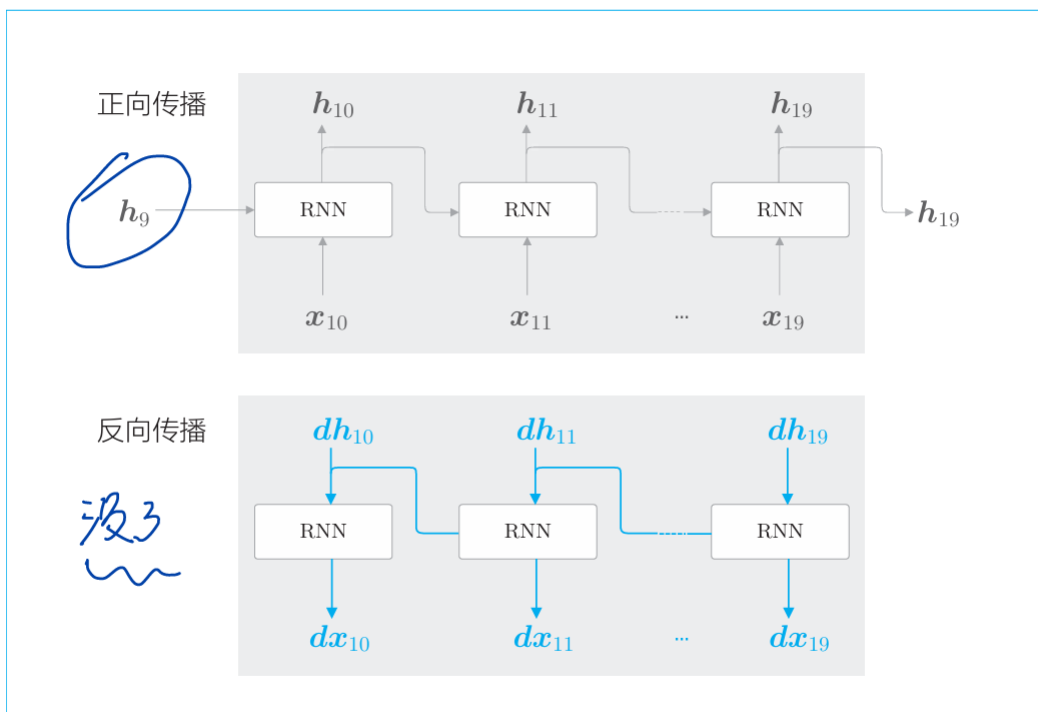 正向传播 h10 h11 h19
h9 RNN RNN RNN h19
x10 x11 ... x19
反向传播 dh10 dh11 dh19
没了
RNN RNN RNN
dx10 dx11 ... dx19